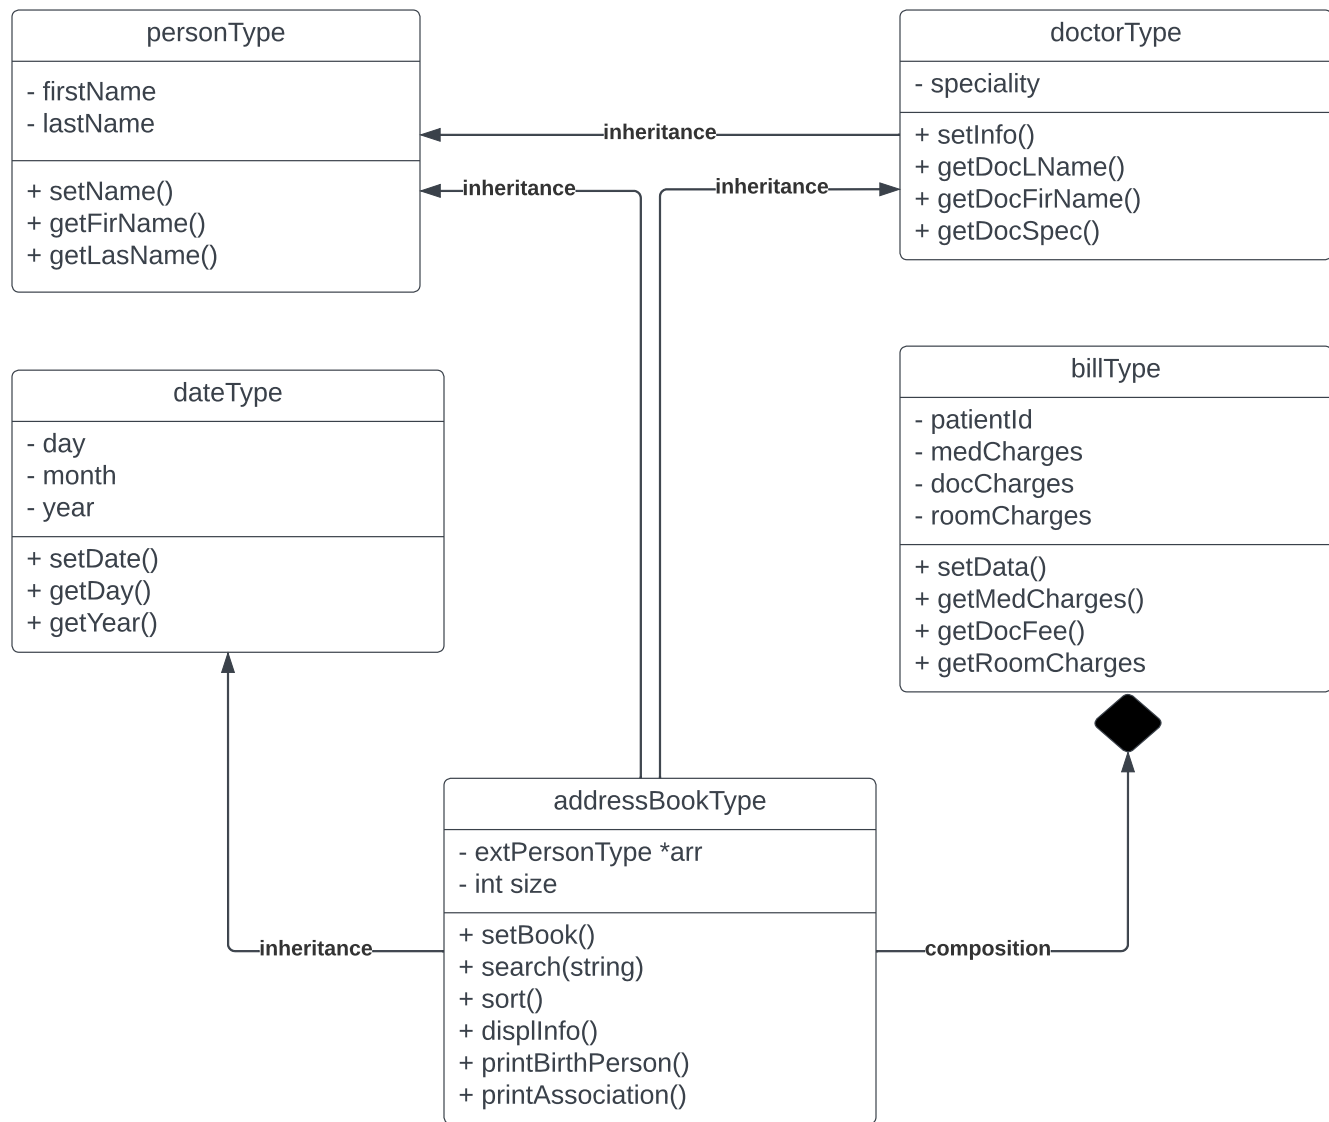 personType
- firstName
- lastName
+ setName()
+ getFirName()
+ getLasName()
doctorType
- speciality
+ setInfo()
+ getDocLName()
+ getDocFirName()
+ getDocSpec()
inheritance
inheritance
inheritance
dateType
- day
- month
- year
+ setDate()
+ getDay()
+ getYear()
billType
- patientId
- medCharges
- docCharges
- roomCharges
+ setData()
+ getMedCharges()
+ getDocFee()
+ getRoomCharges
addressBookType
- extPersonType *arr
- int size
+ setBook()
+ search(string)
+ sort()
+ displInfo()
+ printBirthPerson()
+ printAssociation()
inheritance
composition